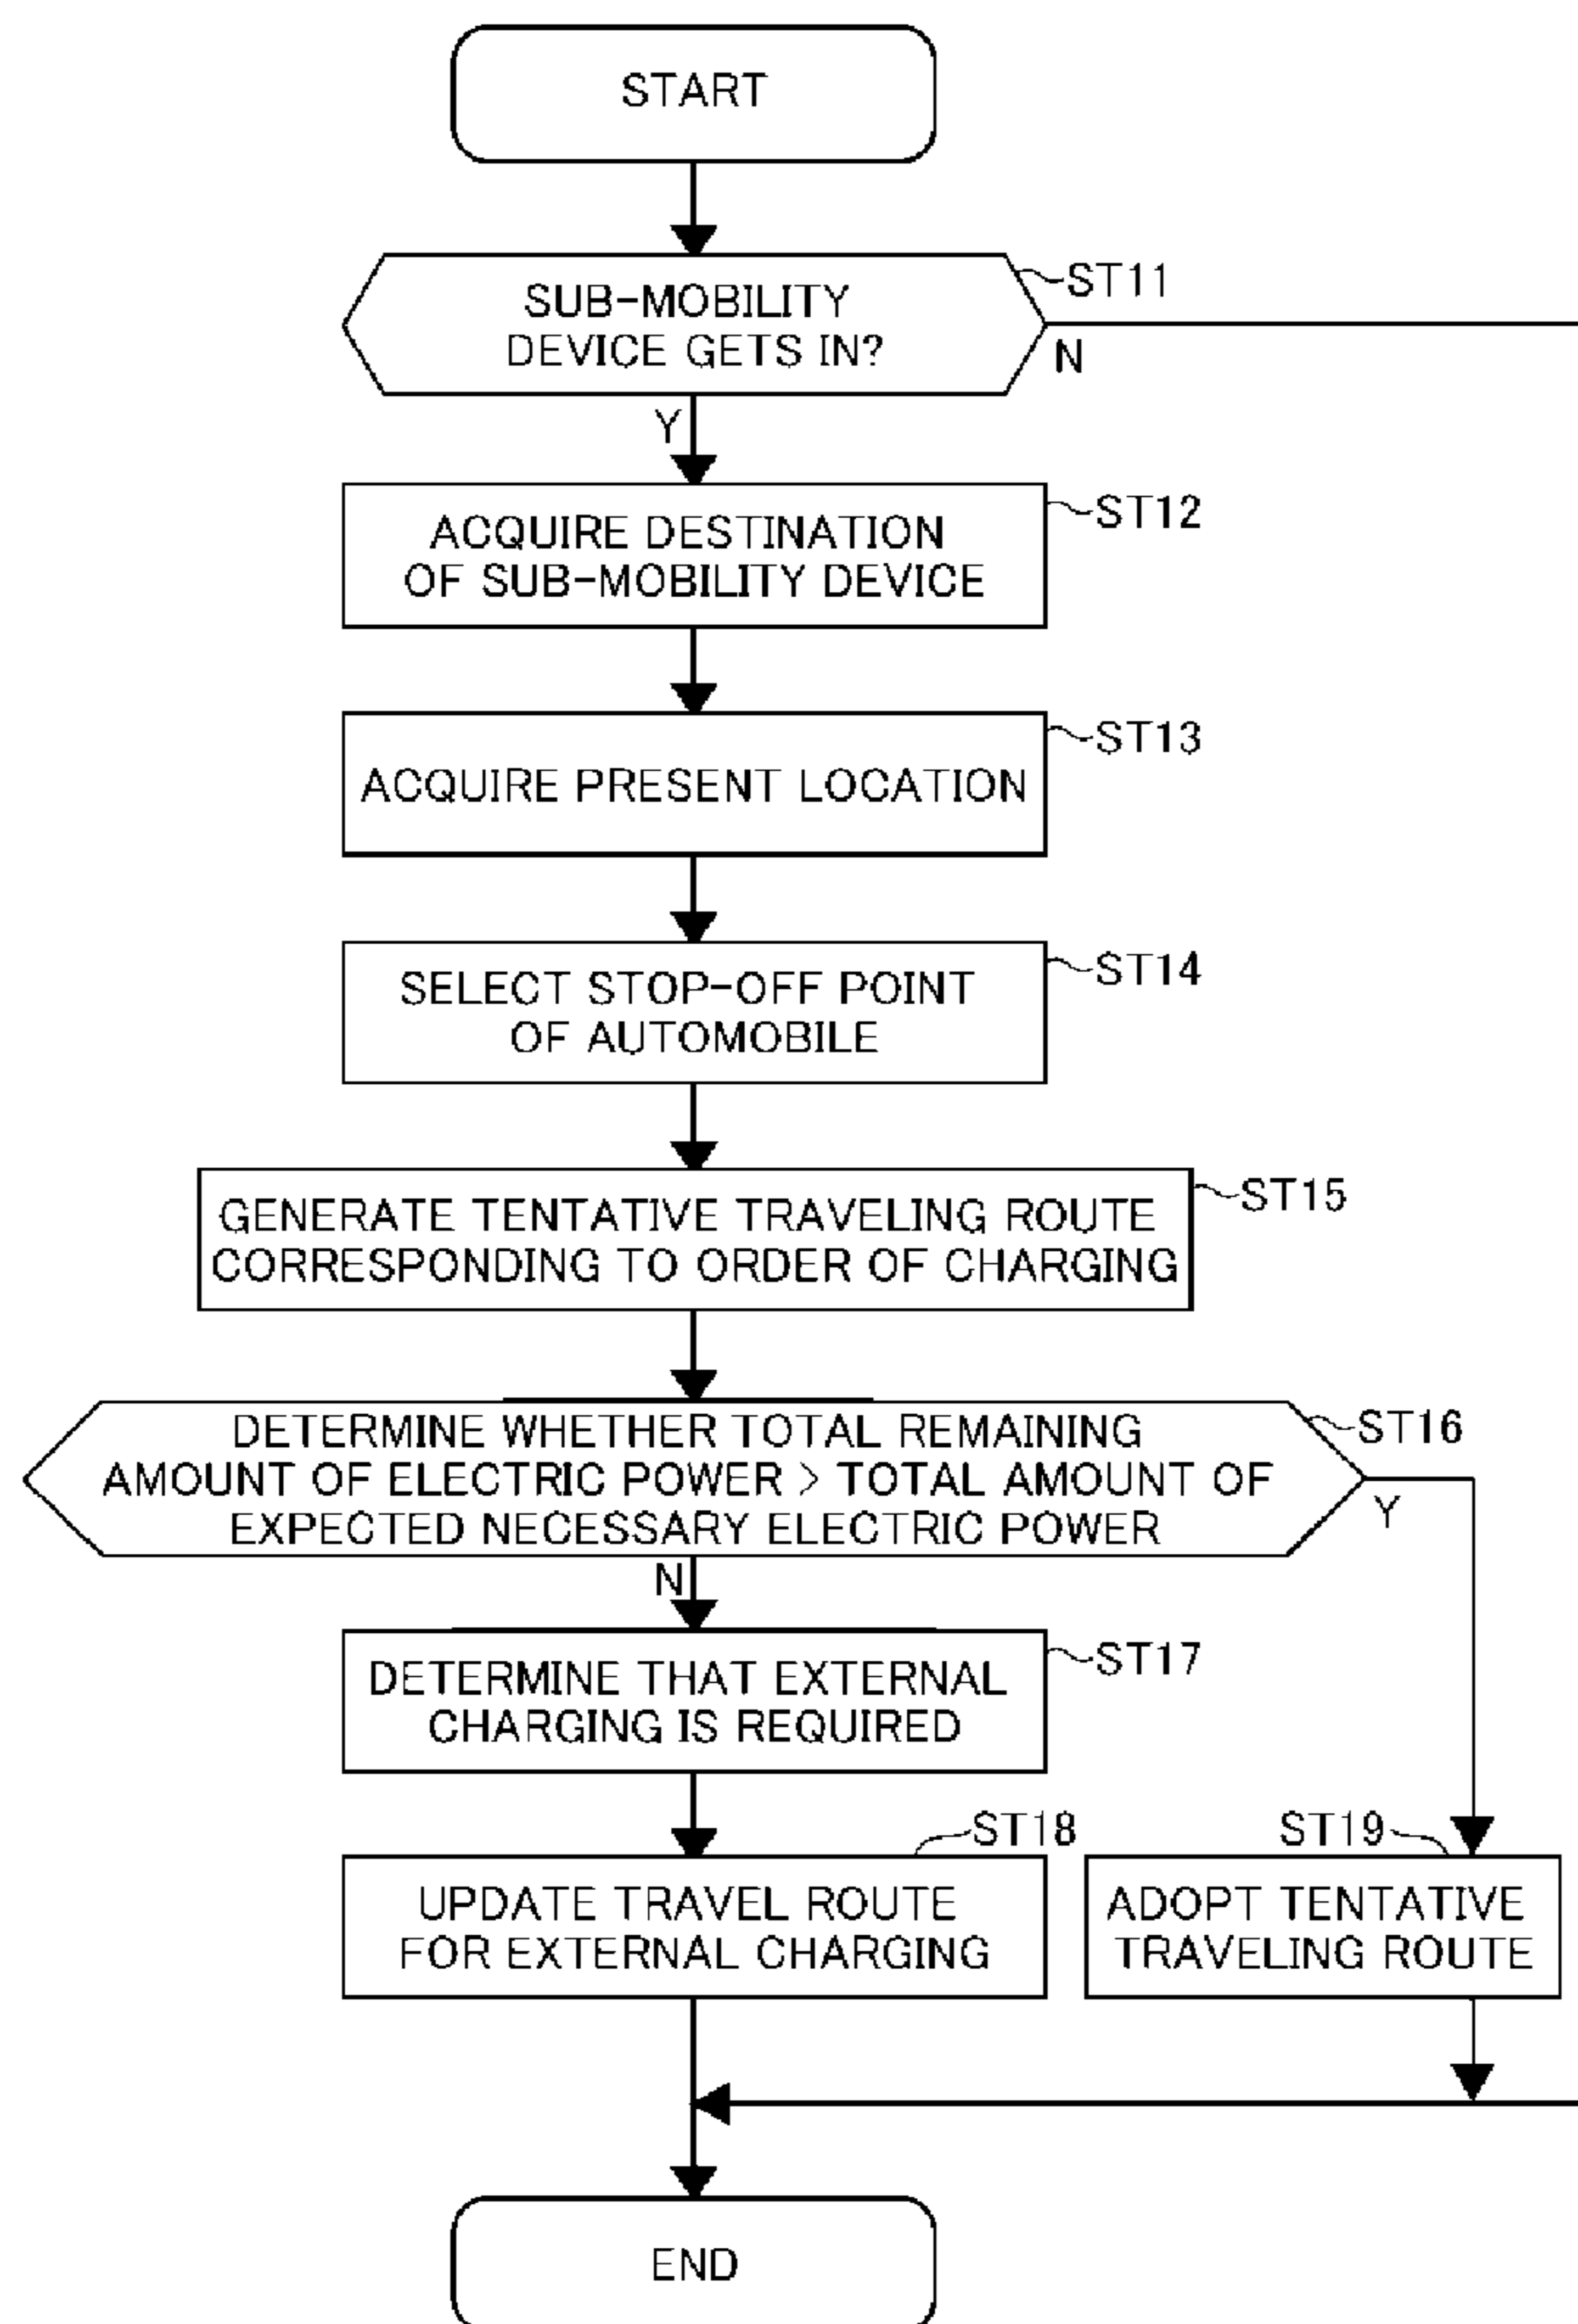 START
SUB-MOBILITY
DEVICE GETS IN?
ST11
N
Y
ACQUIRE DESTINATION
OF SUB-MOBILITY DEVICE
ST12
ACQUIRE PRESENT LOCATION
ST13
SELECT STOP-OFF POINT
OF AUTOMOBILE
ST14
GENERATE TENTATIVE TRAVELING ROUTE
CORRESPONDING TO ORDER OF CHARGING
ST15
DETERMINE WHETHER TOTAL REMAINING
AMOUNT OF ELECTRIC POWER > TOTAL AMOUNT OF
EXPECTED NECESSARY ELECTRIC POWER
ST16
Y
N
DETERMINE THAT EXTERNAL
CHARGING IS REQUIRED
ST17
ST18
UPDATE TRAVEL ROUTE
FOR EXTERNAL CHARGING
ST19
ADOPT TENTATIVE
TRAVELING ROUTE
END